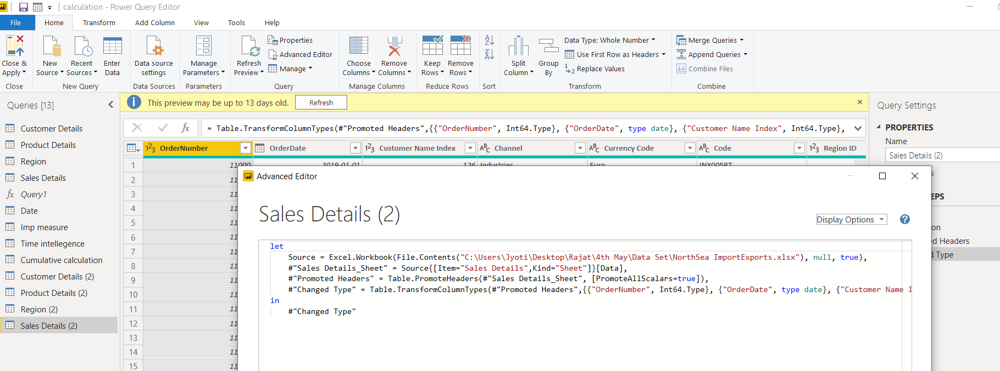 calculation - Power Query Editor
File Home Transform Add Column View Tools Help
Close & Apply
New Source
Recent Sources
Enter Data
Data source settings
Manage Parameters
Refresh Preview
Properties
Advanced Editor
Manage
Choose Columns
Remove Columns
Keep Rows
Remove Rows
Split Column
Group By
Data Type: Whole Number
Use First Row as Headers
Replace Values
Merge Queries
Append Queries
Combine Files
Close New Query Data Sources Parameters Query Manage Columns Reduce Rows Sort Transform Combine
Queries [13]
Customer Details
Product Details
Region
Sales Details
fx Query1
Date
Imp measure
Time intellegence
Cumulative calculation
Customer Details (2)
Product Details (2)
Region (2)
Sales Details (2)
This preview may be up to 13 days old. Refresh
fx = Table.TransformColumnTypes(#"Promoted Headers",{{"OrderNumber", Int64.Type}, {"OrderDate", type date}, {"Customer Name Index", Int64.Type},
OrderNumber OrderDate Customer Name Index Channel Currency Code Code Region ID
1 11000 2019-01-01 126 Industries Euro
2 11
3 11
4 11
5 11
6 11
7 11
8 11
9 11
10 11
11 11
12 11
13 11
14 11
15 11
Query Settings
PROPERTIES
Name
Sales Details (2)
s
EPS
on
ed Headers
d Type
Advanced Editor
Sales Details (2)
Display Options
let
Source = Excel.Workbook(File.Contents("C:\Users\Jyoti\Desktop\Rajat\4th May\Data Set\NorthSea ImportExports.xlsx"), null, true),
#"Sales Details_Sheet" = Source{[Item="Sales Details",Kind="Sheet"]}[Data],
#"Promoted Headers" = Table.PromoteHeaders(#"Sales Details_Sheet", [PromoteAllScalars=true]),
#"Changed Type" = Table.TransformColumnTypes(#"Promoted Headers",{{"OrderNumber", Int64.Type}, {"OrderDate", type date}, {"Customer Name I
in
#"Changed Type"